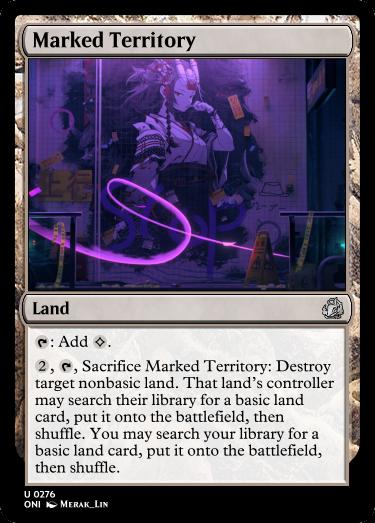 Marked Territory
Land
: Add .
2, , Sacrifice Marked Territory: Destroy
target nonbasic land. That land's controller
may search their library for a basic land
card, put it onto the battlefield, then
shuffle. You may search your library for a
basic land card, put it onto the battlefield,
then shuffle.
U 0276
ONI Merak_Lin